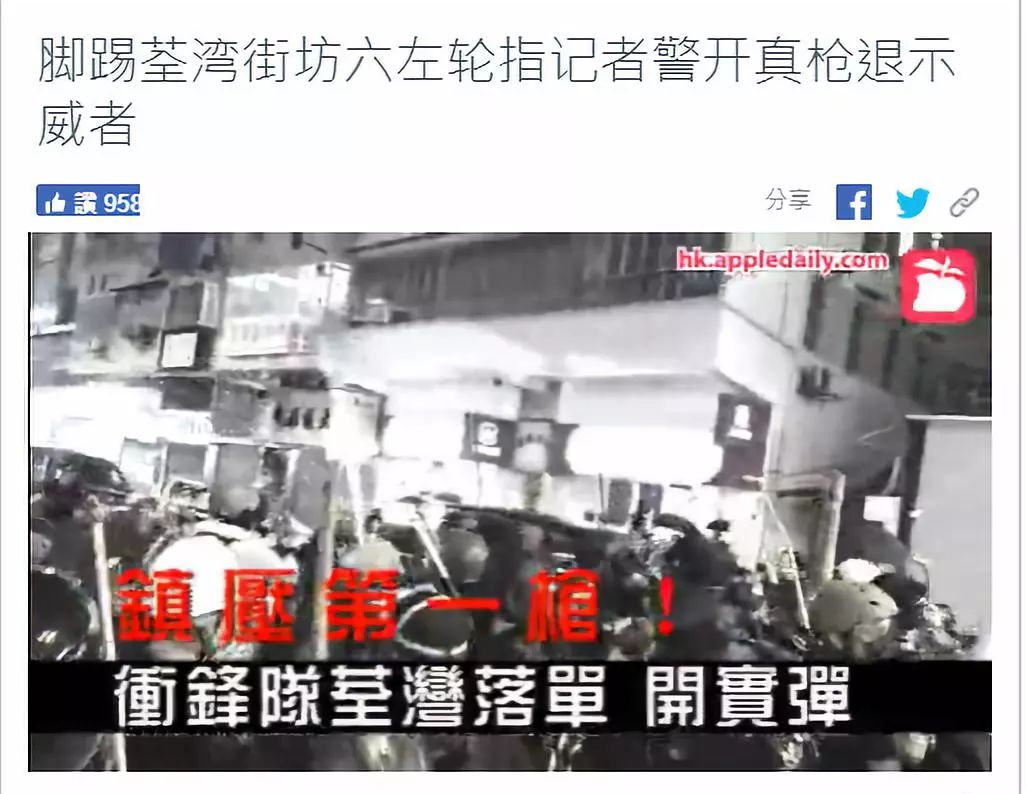 脚踢荃湾街坊六左轮指记者警开真枪退示
威者
讚 958
分享
hk.appledaily.com
鎮壓第一槍！
衝鋒隊荃灣落單 開實彈